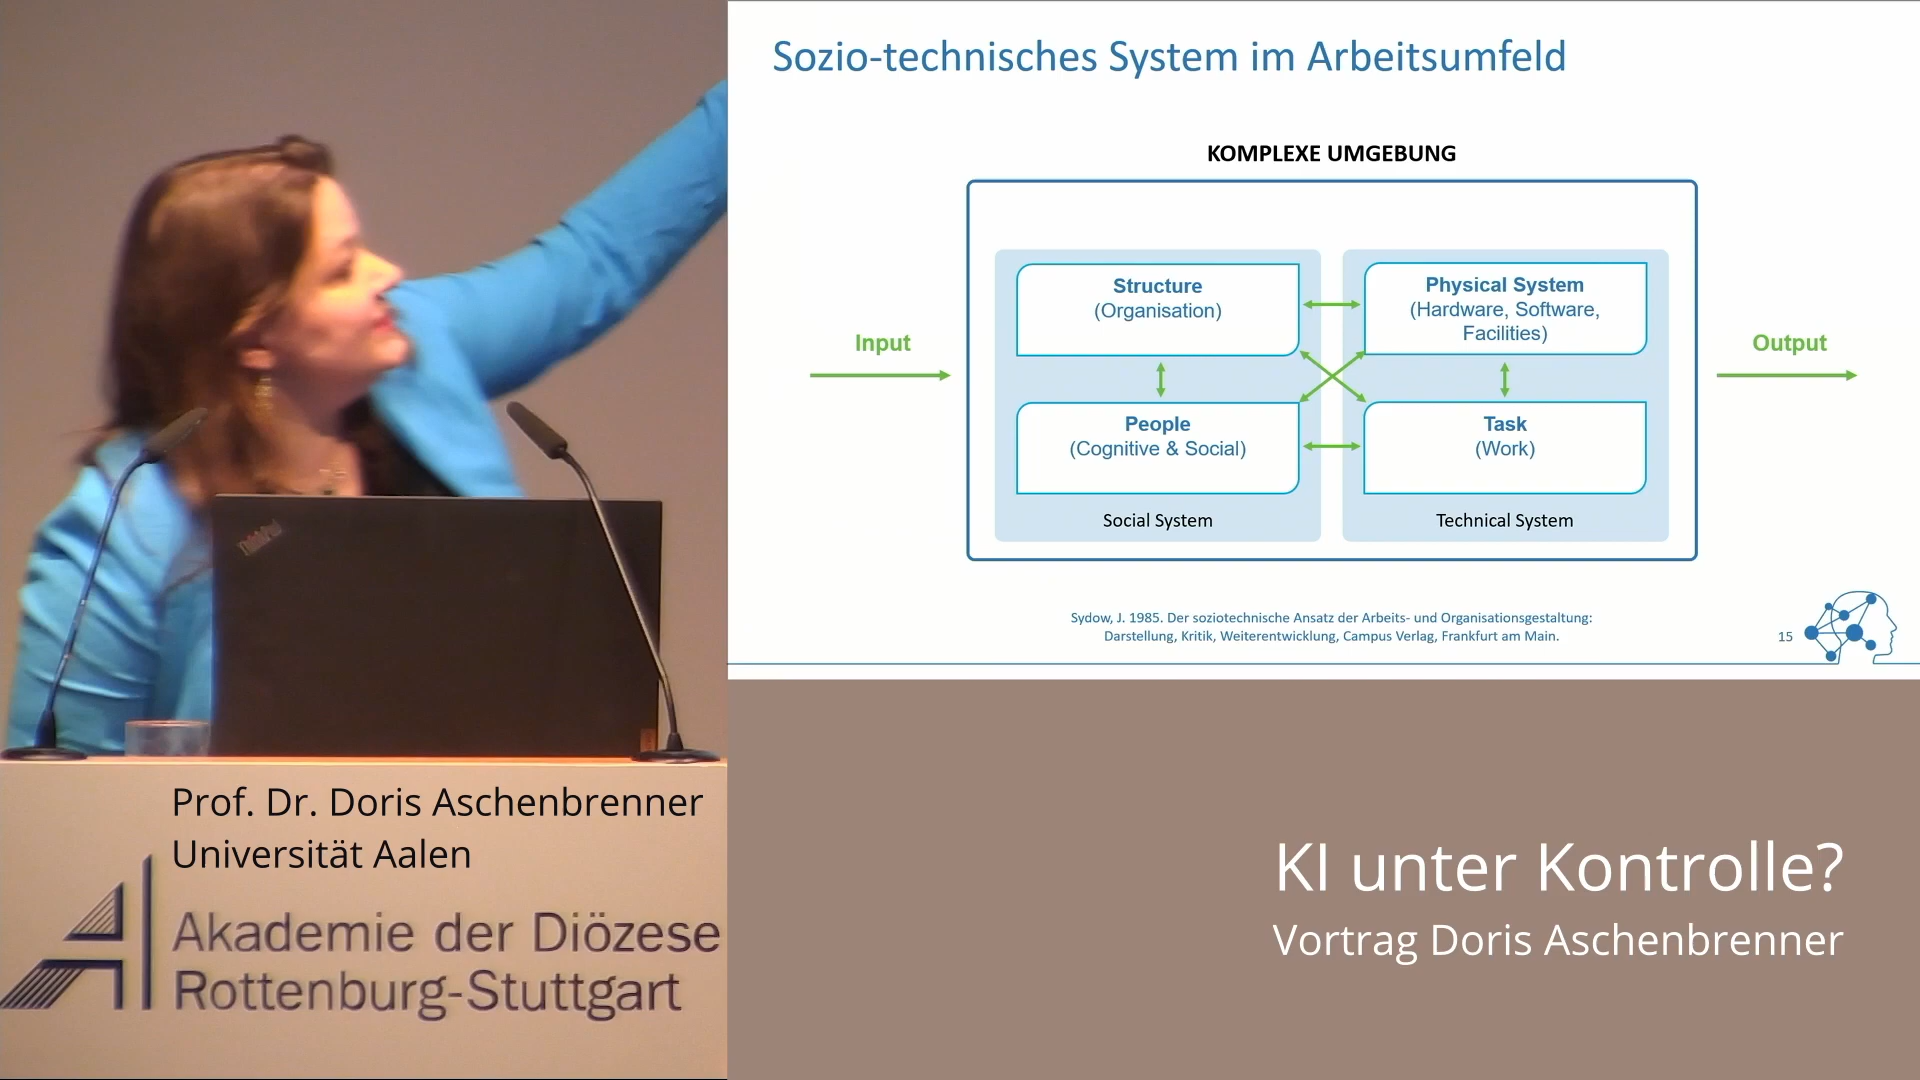 Sozio-technisches System im Arbeitsumfeld
KOMPLEXE UMGEBUNG
Input
Structure
(Organisation)
Physical System
(Hardware, Software,
Facilities)
People
(Cognitive & Social)
Task
(Work)
Social System
Technical System
Output
Sydow, J. 1985. Der soziotechnische Ansatz der Arbeits- und Organisationsgestaltung:
Darstellung, Kritik, Weiterentwicklung, Campus Verlag, Frankfurt am Main.
15
ThinkPad
Prof. Dr. Doris Aschenbrenner
Universität Aalen
Akademie der Diözese
Rottenburg-Stuttgart
KI unter Kontrolle?
Vortrag Doris Aschenbrenner